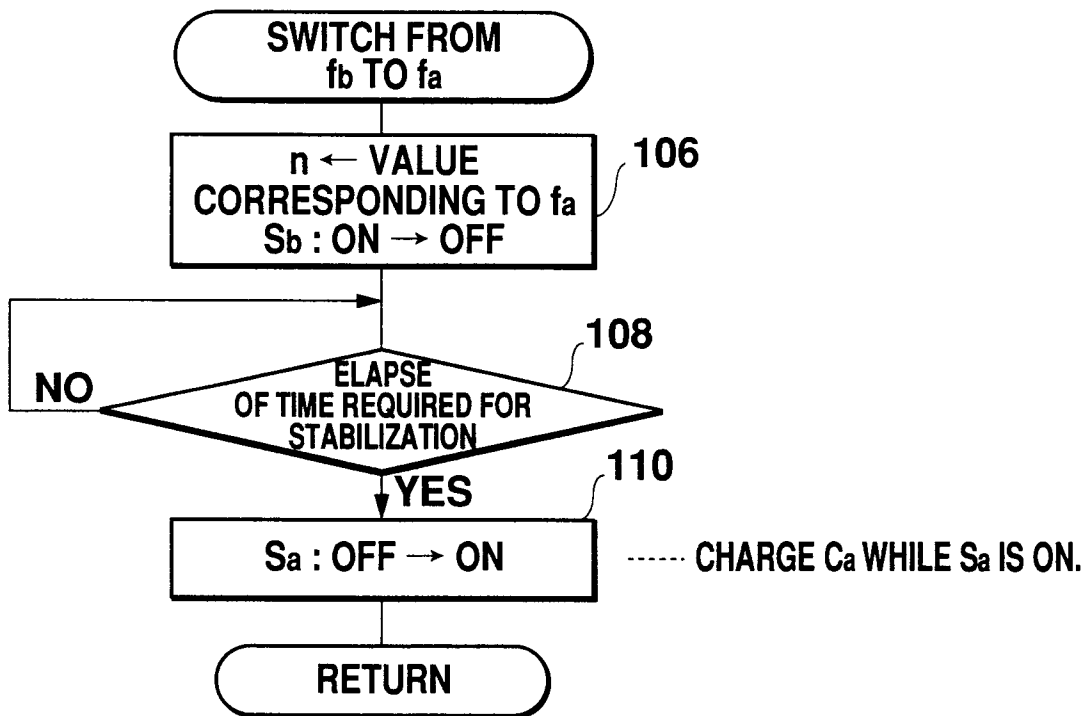 SWITCH FROM
fb TO fa
n ← VALUE
CORRESPONDING TO fa
Sb : ON → OFF
106
108
ELAPSE
OF TIME REQUIRED FOR
STABILIZATION
NO
YES
110
Sa : OFF → ON
CHARGE Ca WHILE Sa IS ON.
RETURN